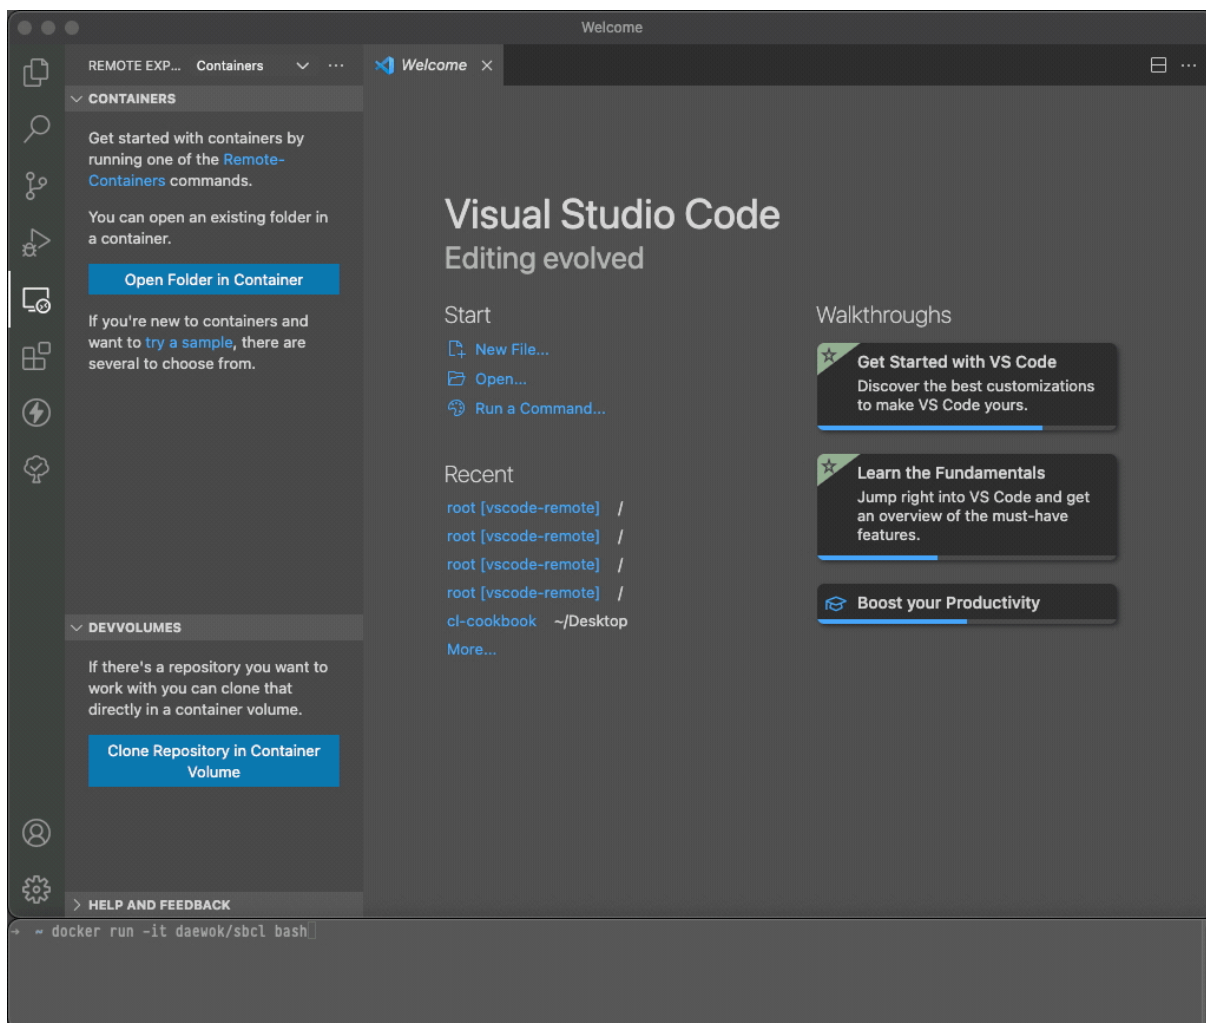 Welcome
REMOTE EXP... Containers
Welcome
CONTAINERS
Get started with containers by
running one of the Remote-
Containers commands.
You can open an existing folder in
a container.
Open Folder in Container
If you're new to containers and
want to try a sample, there are
several to choose from.
DEVVOLUMES
If there's a repository you want to
work with you can clone that
directly in a container volume.
Clone Repository in Container
Volume
HELP AND FEEDBACK
Visual Studio Code
Editing evolved
Start
New File...
Open...
Run a Command...
Recent
root [vscode-remote] /
root [vscode-remote] /
root [vscode-remote] /
root [vscode-remote] /
cl-cookbook ~/Desktop
More...
Walkthroughs
Get Started with VS Code
Discover the best customizations
to make VS Code yours.
Learn the Fundamentals
Jump right into VS Code and get
an overview of the must-have
features.
Boost your Productivity
→ ~ docker run -it daewok/sbcl bash